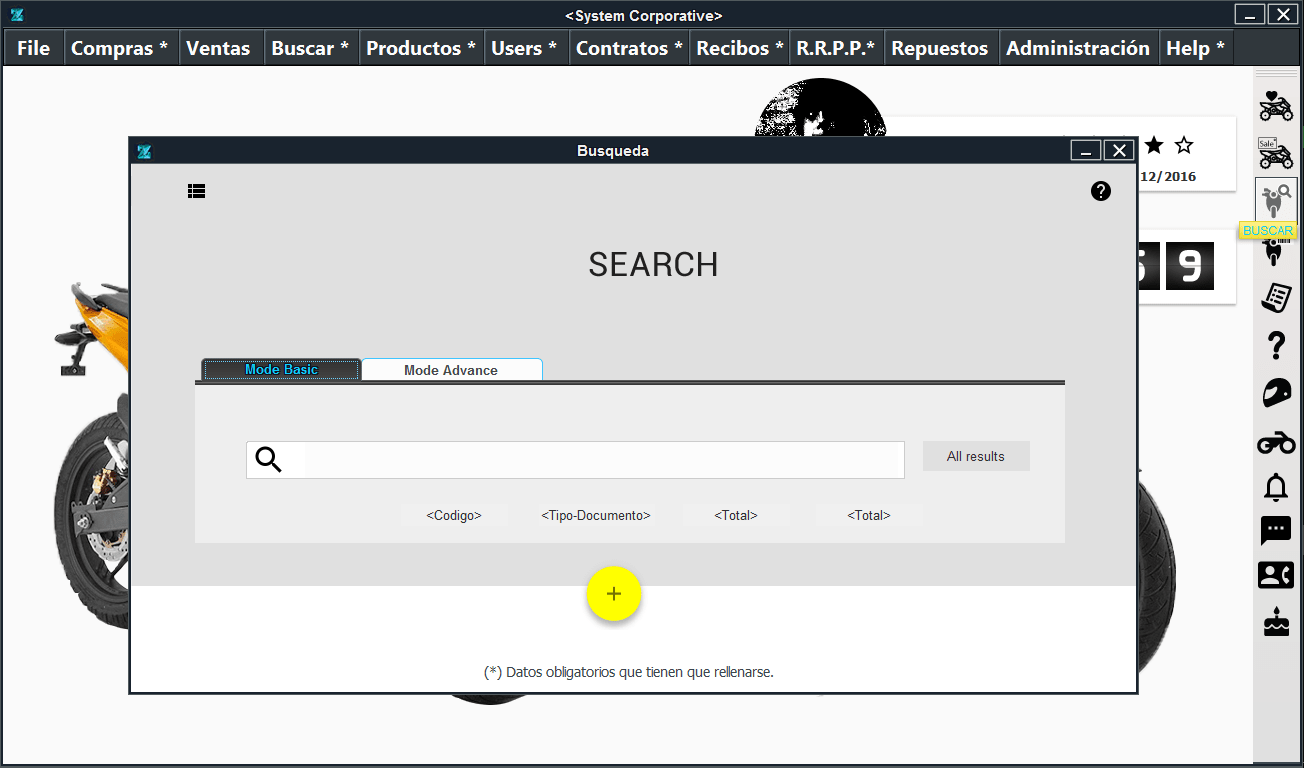 <System Corporative>
File Compras * Ventas Buscar * Productos * Users * Contratos * Recibos * R.R.P.P.* Repuestos Administración Help *
Sale
Busqueda
12/2016
BUSCAR
SEARCH
9
Mode Basic Mode Advance
All results
<Codigo> <Tipo-Documento> <Total> <Total>
+
(*) Datos obligatorios que tienen que rellenarse.